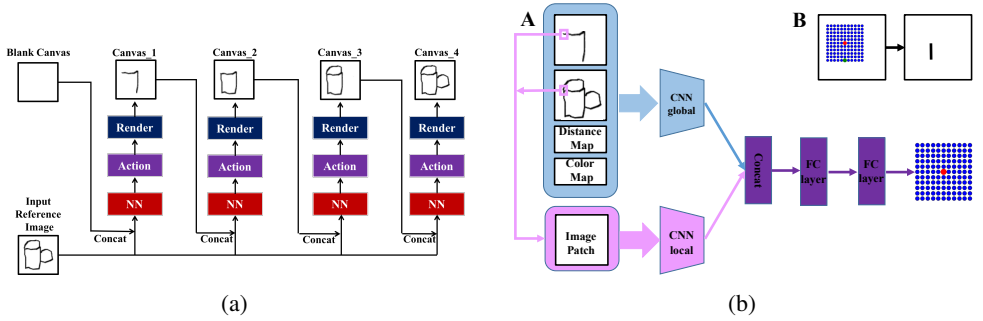 Blank Canvas
Canvas_1
Canvas_2
Canvas_3
Canvas_4
Render
Render
Render
Render
Action
Action
Action
Action
NN
NN
NN
NN
Input
Reference
Image
Concat
Concat
Concat
Concat
(a)
A
Distance
Map
Color
Map
Image
Patch
CNN
global
CNN
local
Concat
FC
layer
FC
layer
B
(b)